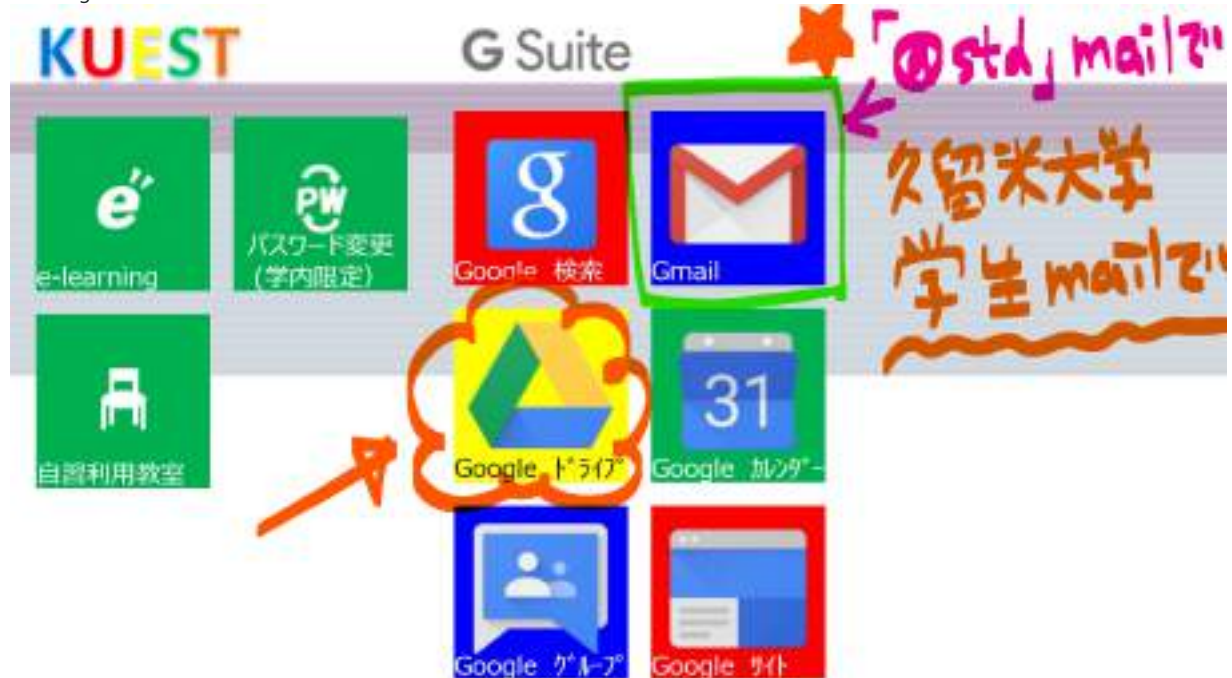 KUEST
G Suite
「@std」mailで
久留米大学
学生mailで
e
PW
パスワード変更
(学内限定)
e-learning
g
Google 検索
Gmail
自習利用教室
Google ドライブ
31
Google カレンダー
Google グループ
Google サイト